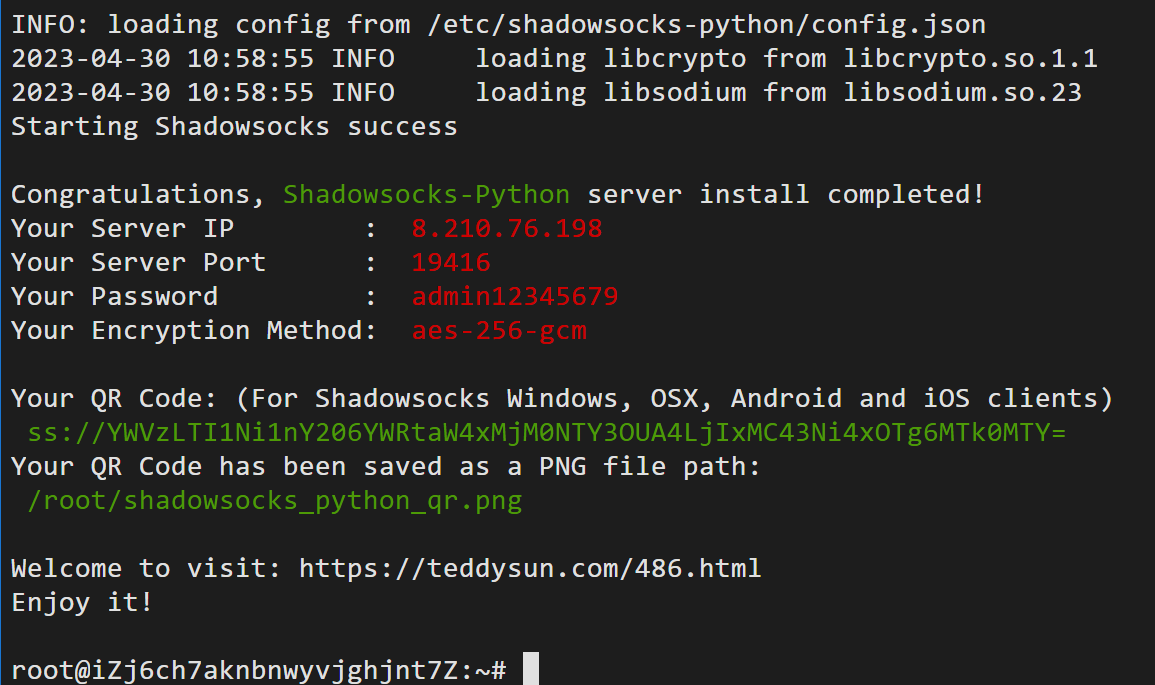 INFO: loading config from /etc/shadowsocks-python/config.json
2023-04-30 10:58:55 INFO     loading libcrypto from libcrypto.so.1.1
2023-04-30 10:58:55 INFO     loading libsodium from libsodium.so.23
Starting Shadowsocks success
Congratulations, Shadowsocks-Python server install completed!
Your Server IP        :  8.210.76.198
Your Server Port      :  19416
Your Password         :  admin12345679
Your Encryption Method:  aes-256-gcm
Your QR Code: (For Shadowsocks Windows, OSX, Android and iOS clients)
ss://YWVzLTI1Ni1nY206YWRtaW4xMjM0NTY3OUA4LjIxMC43Ni4xOTg6MTk0MTY=
Your QR Code has been saved as a PNG file path:
/root/shadowsocks_python_qr.png
Welcome to visit: https://teddysun.com/486.html
Enjoy it!
root@iZj6ch7aknbnwyvjghjnt7Z:~#